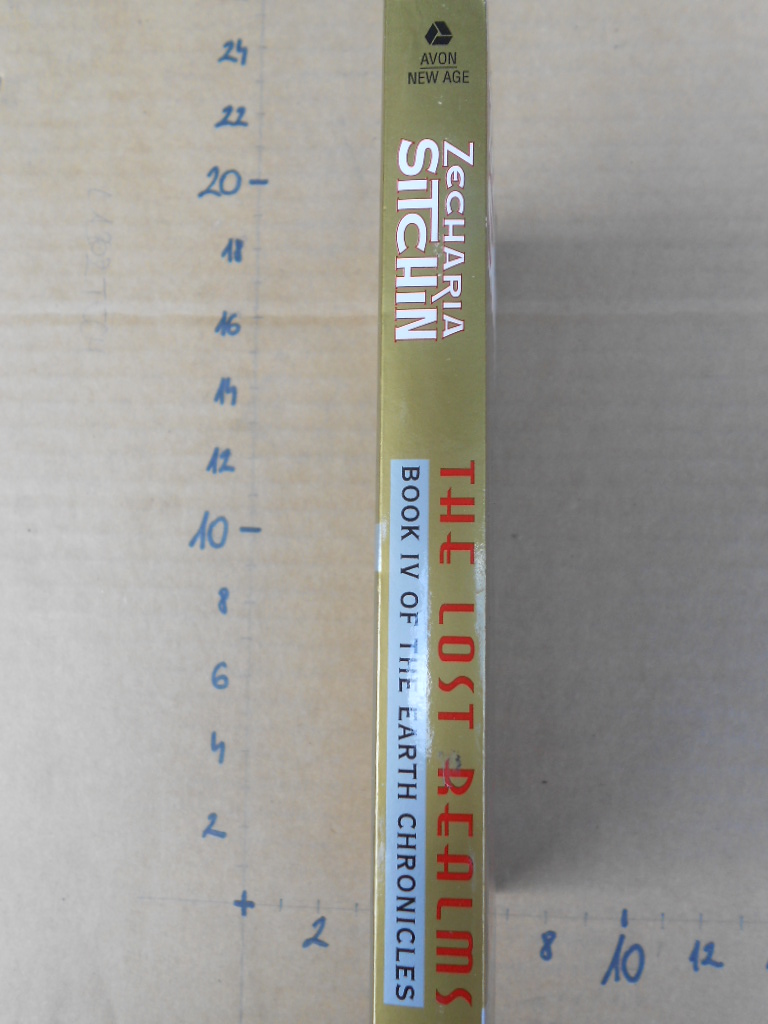 AVON
NEW AGE
ZECHARIA
SITCHIN
THE LOST REALMS
BOOK IV OF THE EARTH CHRONICLES
24
22
20
18
16
14
12
10
8
6
4
2
2
8
10
12